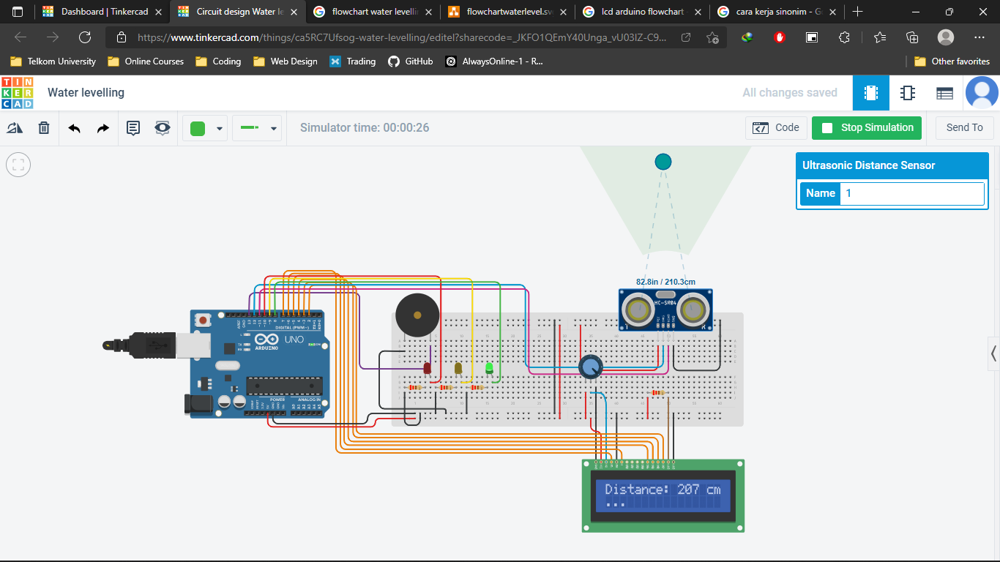 Dashboard | Tinkercad
Circuit design Water le
flowchart water levellin
flowchartwaterlevel.sv
lcd arduino flowchart -
cara kerja sinonim - G
https://www.tinkercad.com/things/ca5RC7Ufsog-water-levelling/editel?sharecode=_JKFO1QEmY40Unga_vU03IZ-C9...
Telkom University
Online Courses
Coding
Web Design
Trading
GitHub
AlwaysOnline-1 - R...
Other favorites
TINKERCAD
Water levelling
All changes saved
Simulator time: 00:00:26
Code
Stop Simulation
Send To
Ultrasonic Distance Sensor
Name 1
82.8in / 210.3cm
HC-SR04
T R
DIGITAL (PWM~)
UNO
ARDUINO
POWER ANALOG IN
Distance: 207 cm
...